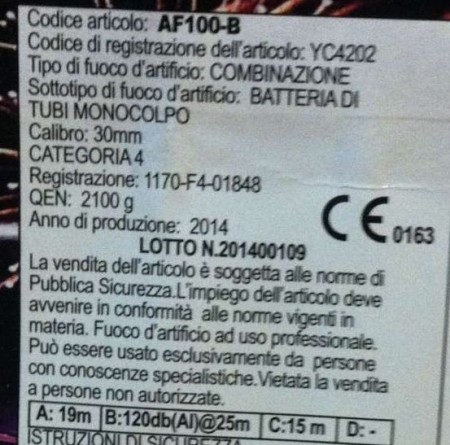 Codice articolo: AF100-B
Codice di registrazione dell'articolo: YC4202
Tipo di fuoco d'artificio: COMBINAZIONE
Sottotipo di fuoco d'artificio: BATTERIA DI
TUBI MONOCOLPO
Calibro: 30mm
CATEGORIA 4
Registrazione: 1170-F4-01848
QEN: 2100 g
Anno di produzione: 2014
CE 0163
LOTTO N.201400109
La vendita dell'articolo è soggetta alle norme di
Pubblica Sicurezza.L'impiego dell'articolo deve
avvenire in conformità alle norme vigenti in
materia. Fuoco d'artificio ad uso professionale.
Può essere usato esclusivamente da persone
con conoscenze specialistiche.Vietata la vendita
a persone non autorizzate.
A: 19m B:120db(AI)@25m C:15 m D: -
ISTRUZIONI DI SICUREZZA